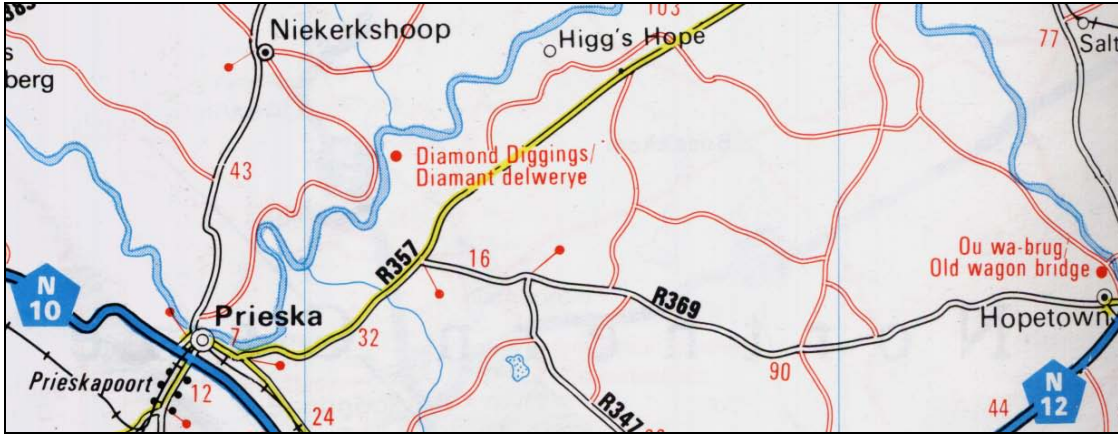 103
Niekerkshoop
Higg's Hope
77
Salt
berg
43
Diamond Diggings/
Diamant delwerye
R357
16
Ou wa-brug/
Old wagon bridge
N
10
R369
Prieska
7
32
Hopetown
Prieskapoort
12
90
N
12
24
R347
44